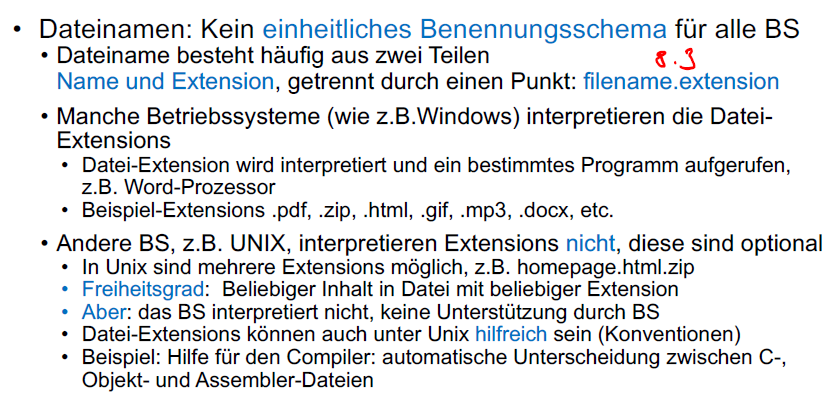 • Dateinamen: Kein einheitliches Benennungsschema für alle BS
• Dateiname besteht häufig aus zwei Teilen
8.3
Name und Extension, getrennt durch einen Punkt: filename.extension
• Manche Betriebssysteme (wie z.B.Windows) interpretieren die Datei-
Extensions
• Datei-Extension wird interpretiert und ein bestimmtes Programm aufgerufen,
z.B. Word-Prozessor
• Beispiel-Extensions .pdf, .zip, .html, .gif, .mp3, .docx, etc.
• Andere BS, z.B. UNIX, interpretieren Extensions nicht, diese sind optional
• In Unix sind mehrere Extensions möglich, z.B. homepage.html.zip
• Freiheitsgrad: Beliebiger Inhalt in Datei mit beliebiger Extension
• Aber: das BS interpretiert nicht, keine Unterstützung durch BS
• Datei-Extensions können auch unter Unix hilfreich sein (Konventionen)
• Beispiel: Hilfe für den Compiler: automatische Unterscheidung zwischen C-,
Objekt- und Assembler-Dateien